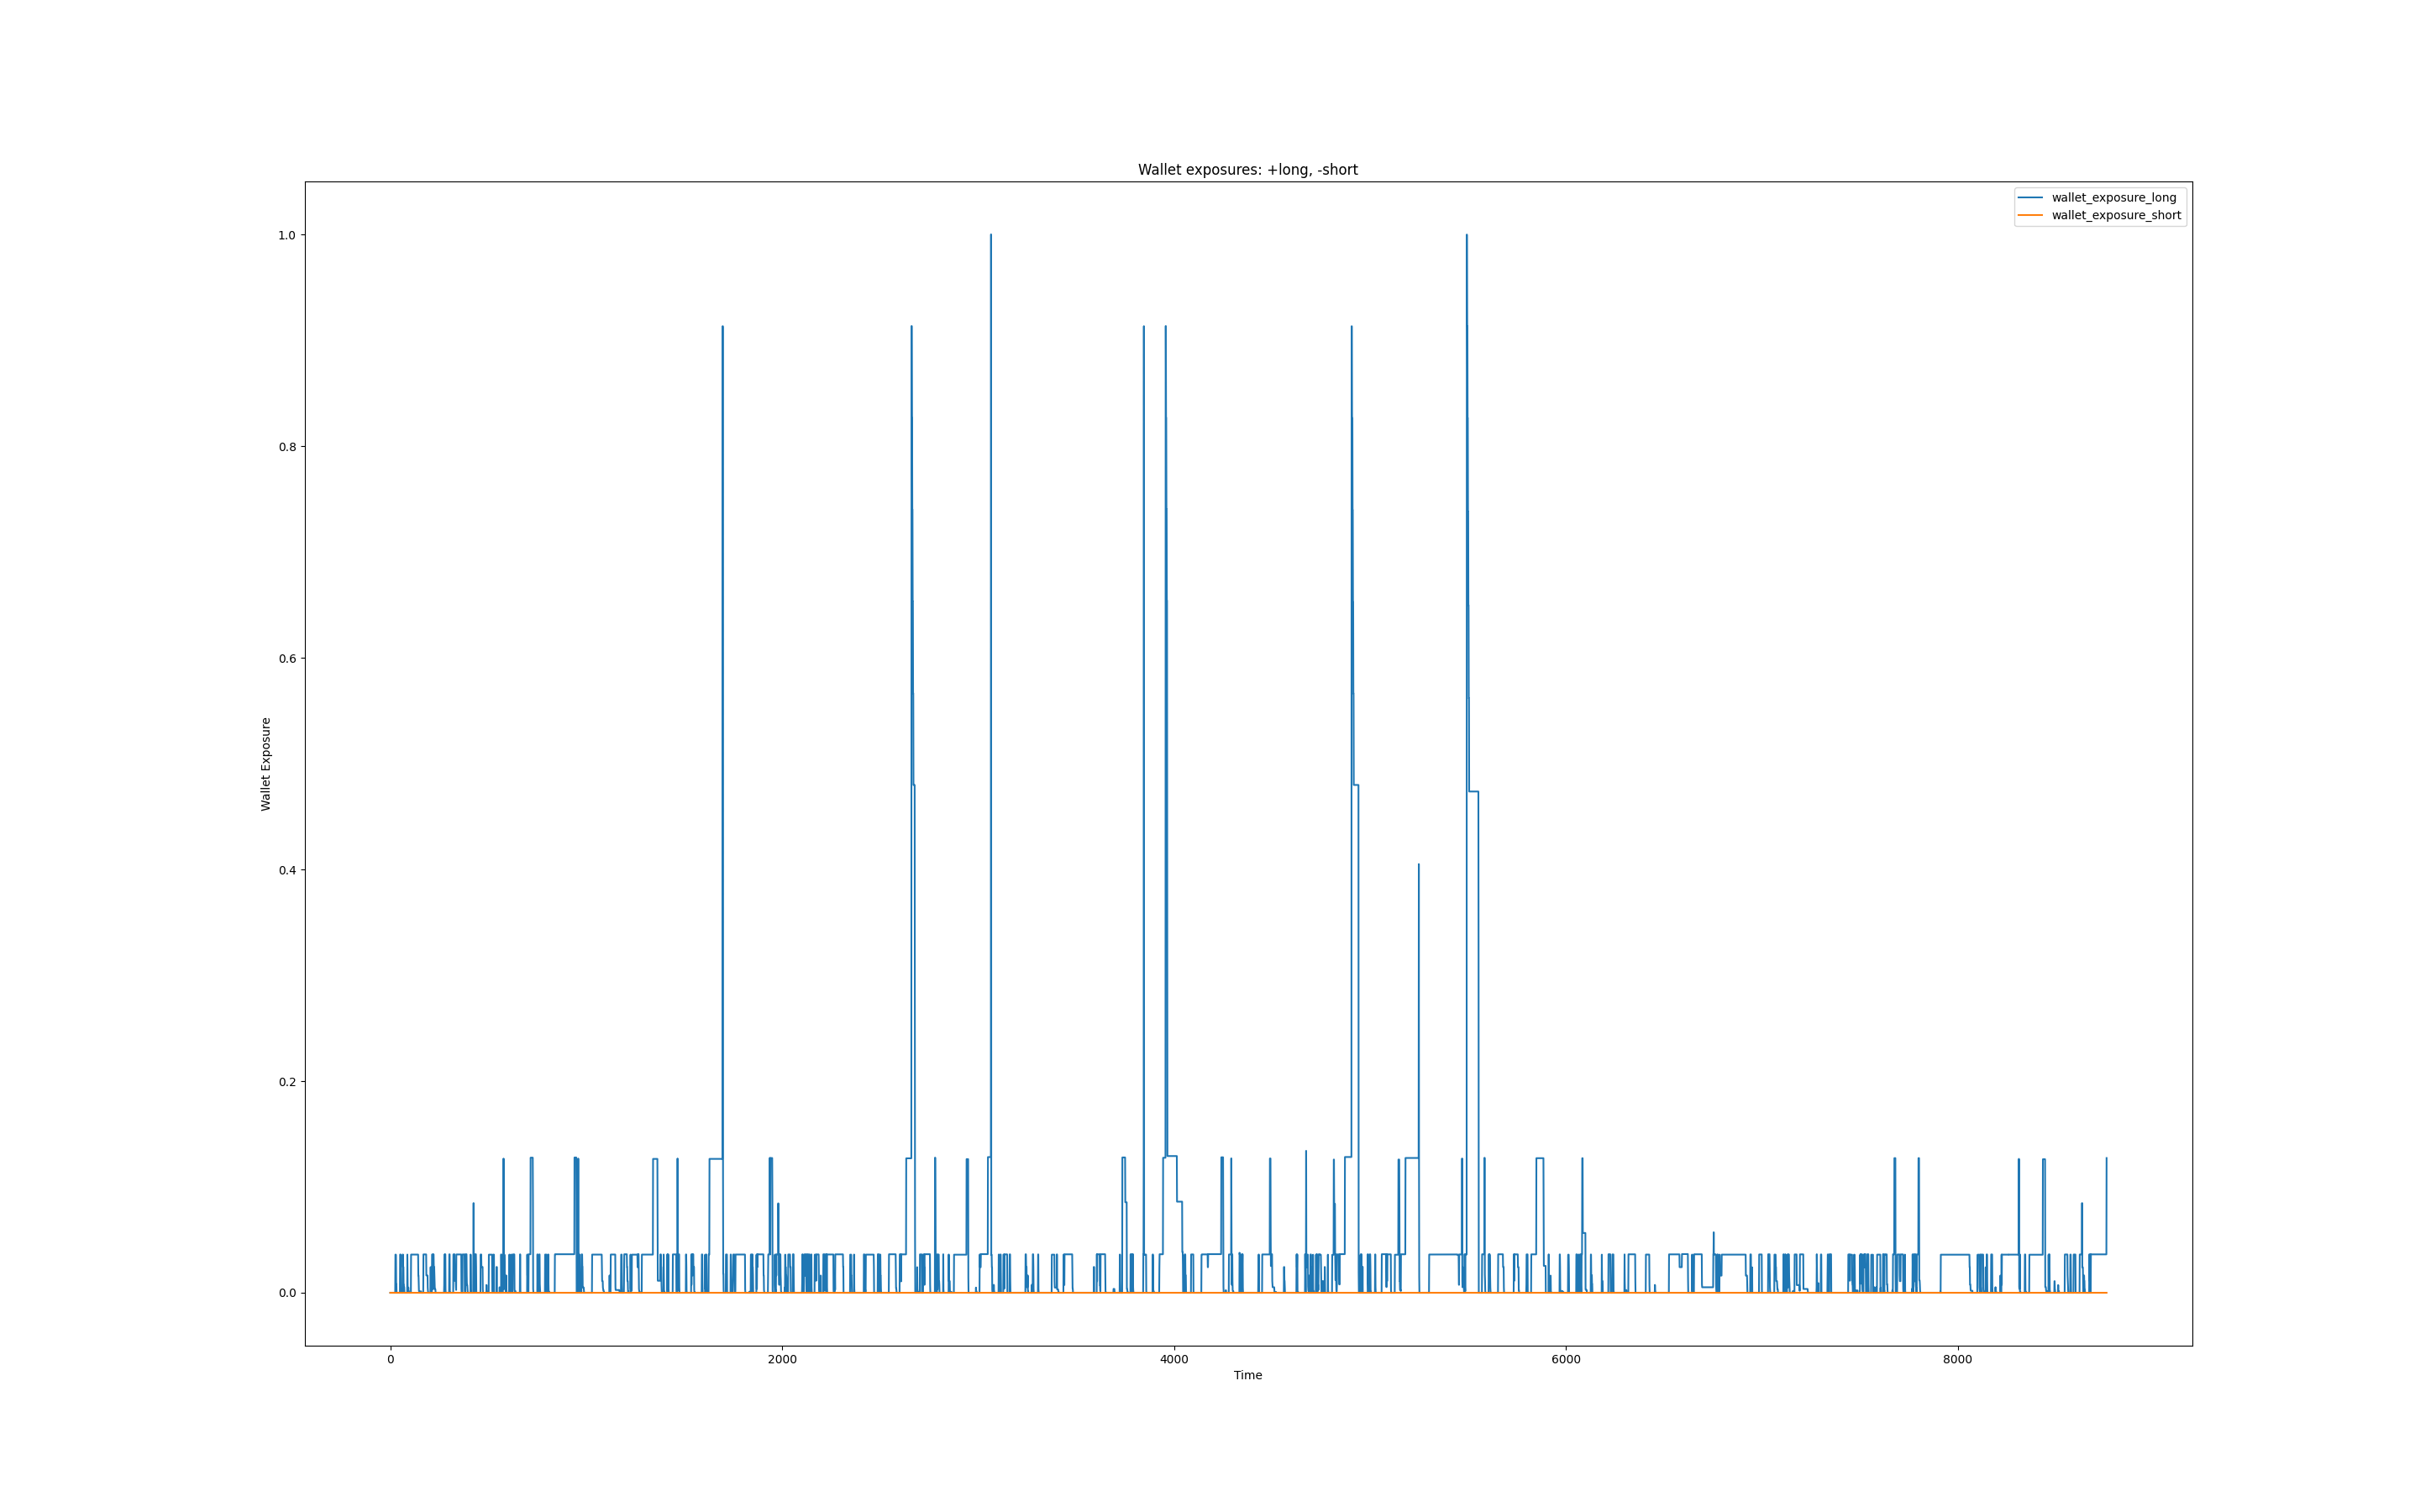 Wallet exposures: +long, -short
wallet_exposure_long
wallet_exposure_short
1.0
0.8
0.6
0.4
0.2
0.0
Wallet Exposure
0
2000
4000
6000
8000
Time